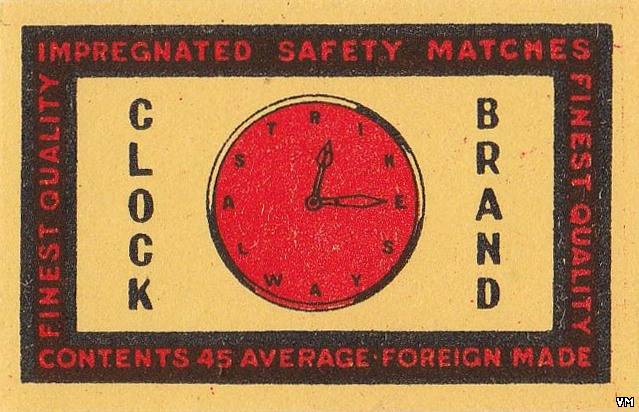 IMPREGNATED SAFETY MATCHES
FINEST QUALITY
CLOCK
STRIKE
ALWAYS
BRAND
FINEST QUALITY
CONTENTS 45 AVERAGE·FOREIGN MADE
VM